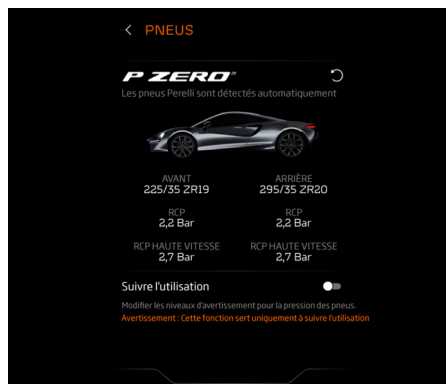 PNEUS
P ZERO™
Les pneus Perelli sont détectés automatiquement
AVANT ARRIÈRE
225/35 ZR19 295/35 ZR20
RCP RCP
2,2 Bar 2,2 Bar
RCP HAUTE VITESSE RCP HAUTE VITESSE
2,7 Bar 2,7 Bar
Suivre l'utilisation
Modifier les niveaux d'avertissement pour la pression des pneus.
Avertissement : Cette fonction sert uniquement à suivre l'utilisation